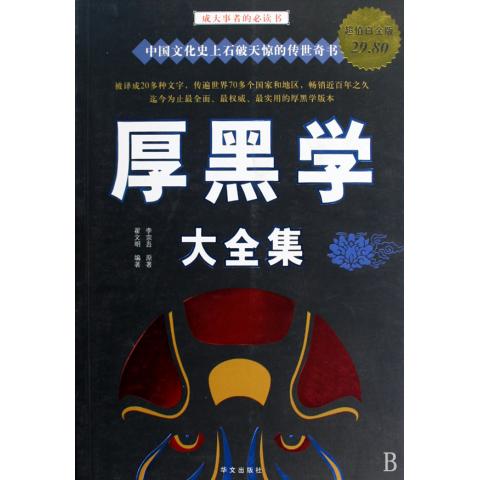 成大事者的必读书
超值白金版
29.80
中国文化史上石破天惊的传世奇书
被译成20多种文字，传遍世界70多个国家和地区，畅销近百年之久
迄今为止最全面、最权威、最实用的厚黑学版本
厚黑学
大全集
李宗吾 原著
翟文明 编著
华文出版社
B